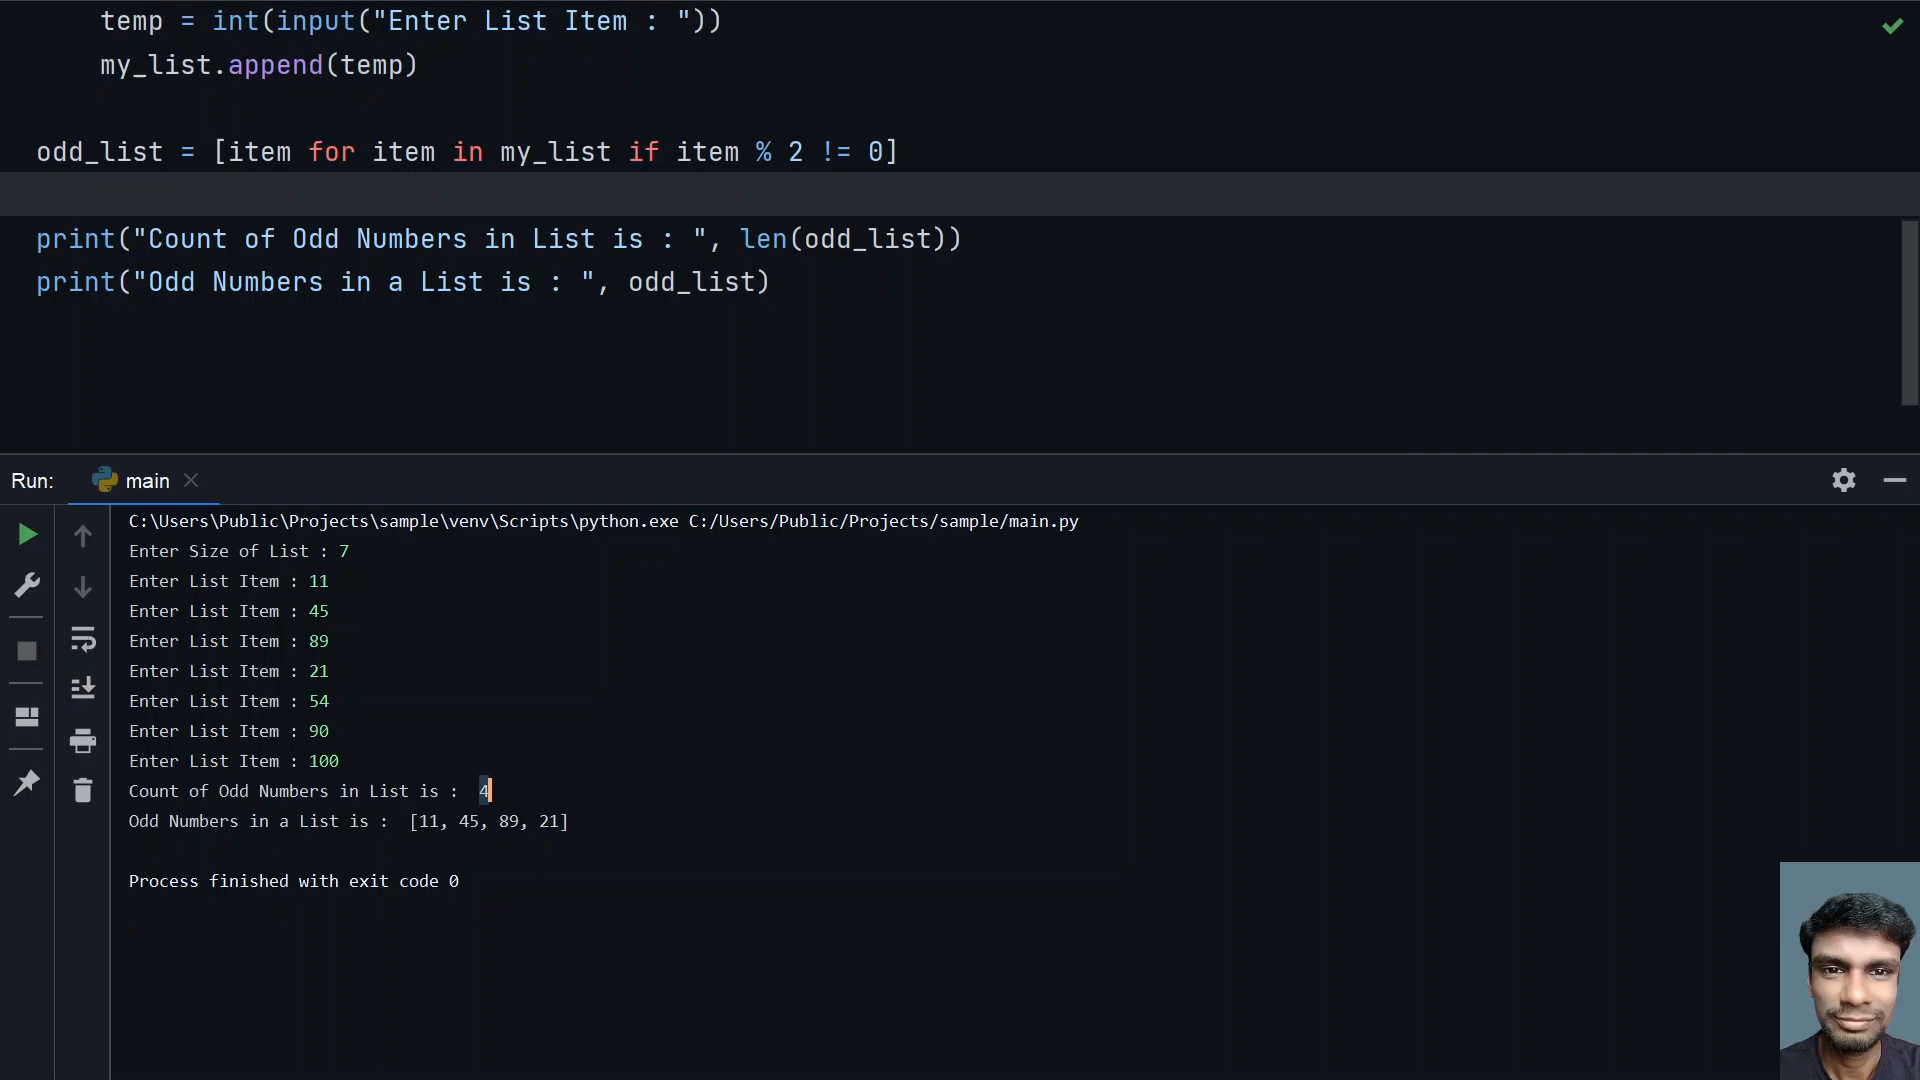 temp = int(input("Enter List Item : "))
my_list.append(temp)
odd_list = [item for item in my_list if item % 2 != 0]
print("Count of Odd Numbers in List is : ", len(odd_list))
print("Odd Numbers in a List is : ", odd_list)
Run: main
C:\Users\Public\Projects\sample\venv\Scripts\python.exe C:/Users/Public/Projects/sample/main.py
Enter Size of List : 7
Enter List Item : 11
Enter List Item : 45
Enter List Item : 89
Enter List Item : 21
Enter List Item : 54
Enter List Item : 90
Enter List Item : 100
Count of Odd Numbers in List is :  4
Odd Numbers in a List is :  [11, 45, 89, 21]
Process finished with exit code 0